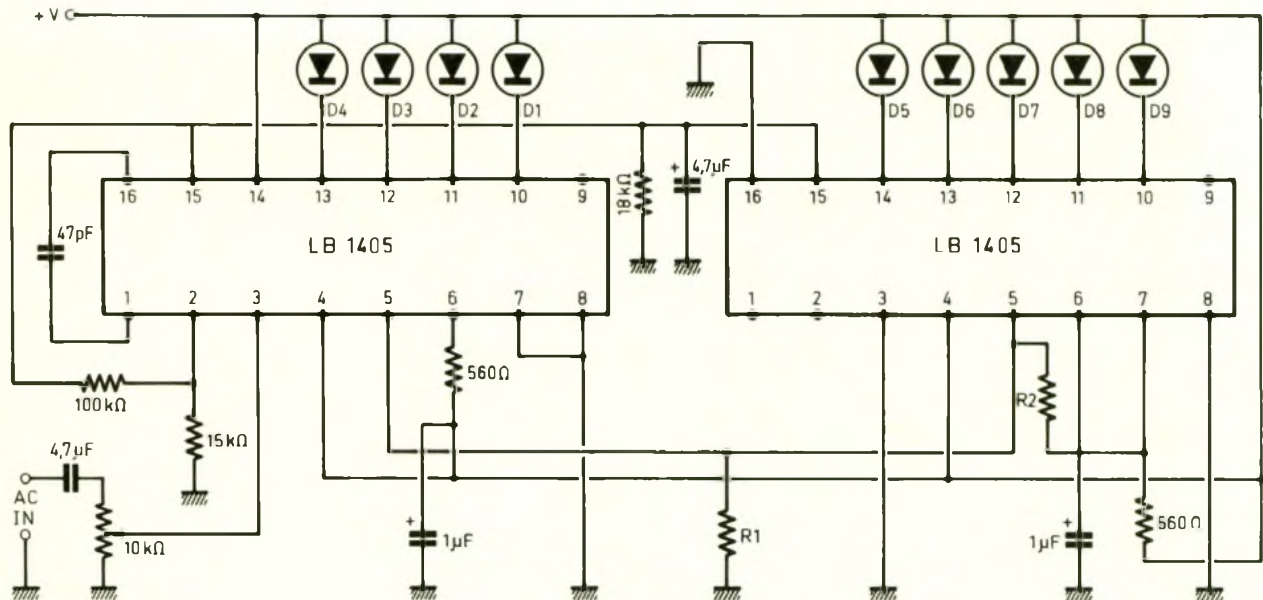 + V
D4 D3 D2 D1 D5 D6 D7 D8 D9
16 15 14 13 12 11 10 9
18kΩ
4,7µF
16 15 14 13 12 11 10 9
47pF
LB 1405
LB 1405
1 2 3 4 5 6 7 8
1 2 3 4 5 6 7 8
100kΩ
560Ω
R2
15kΩ
4,7µF
AC
IN
10kΩ
1µF
R1
1µF
560Ω
+
+
+